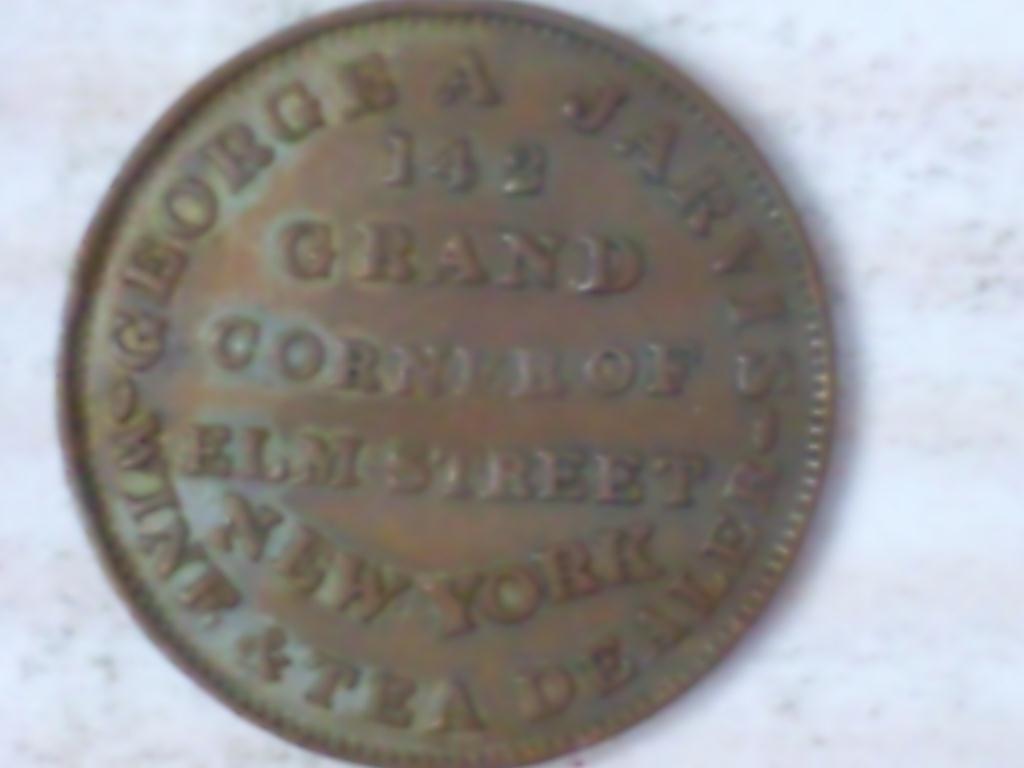 GEORGE A JARVIS
142
GRAND
CORNER OF
ELM STREET
NEW YORK
WINE & TEA DEALER